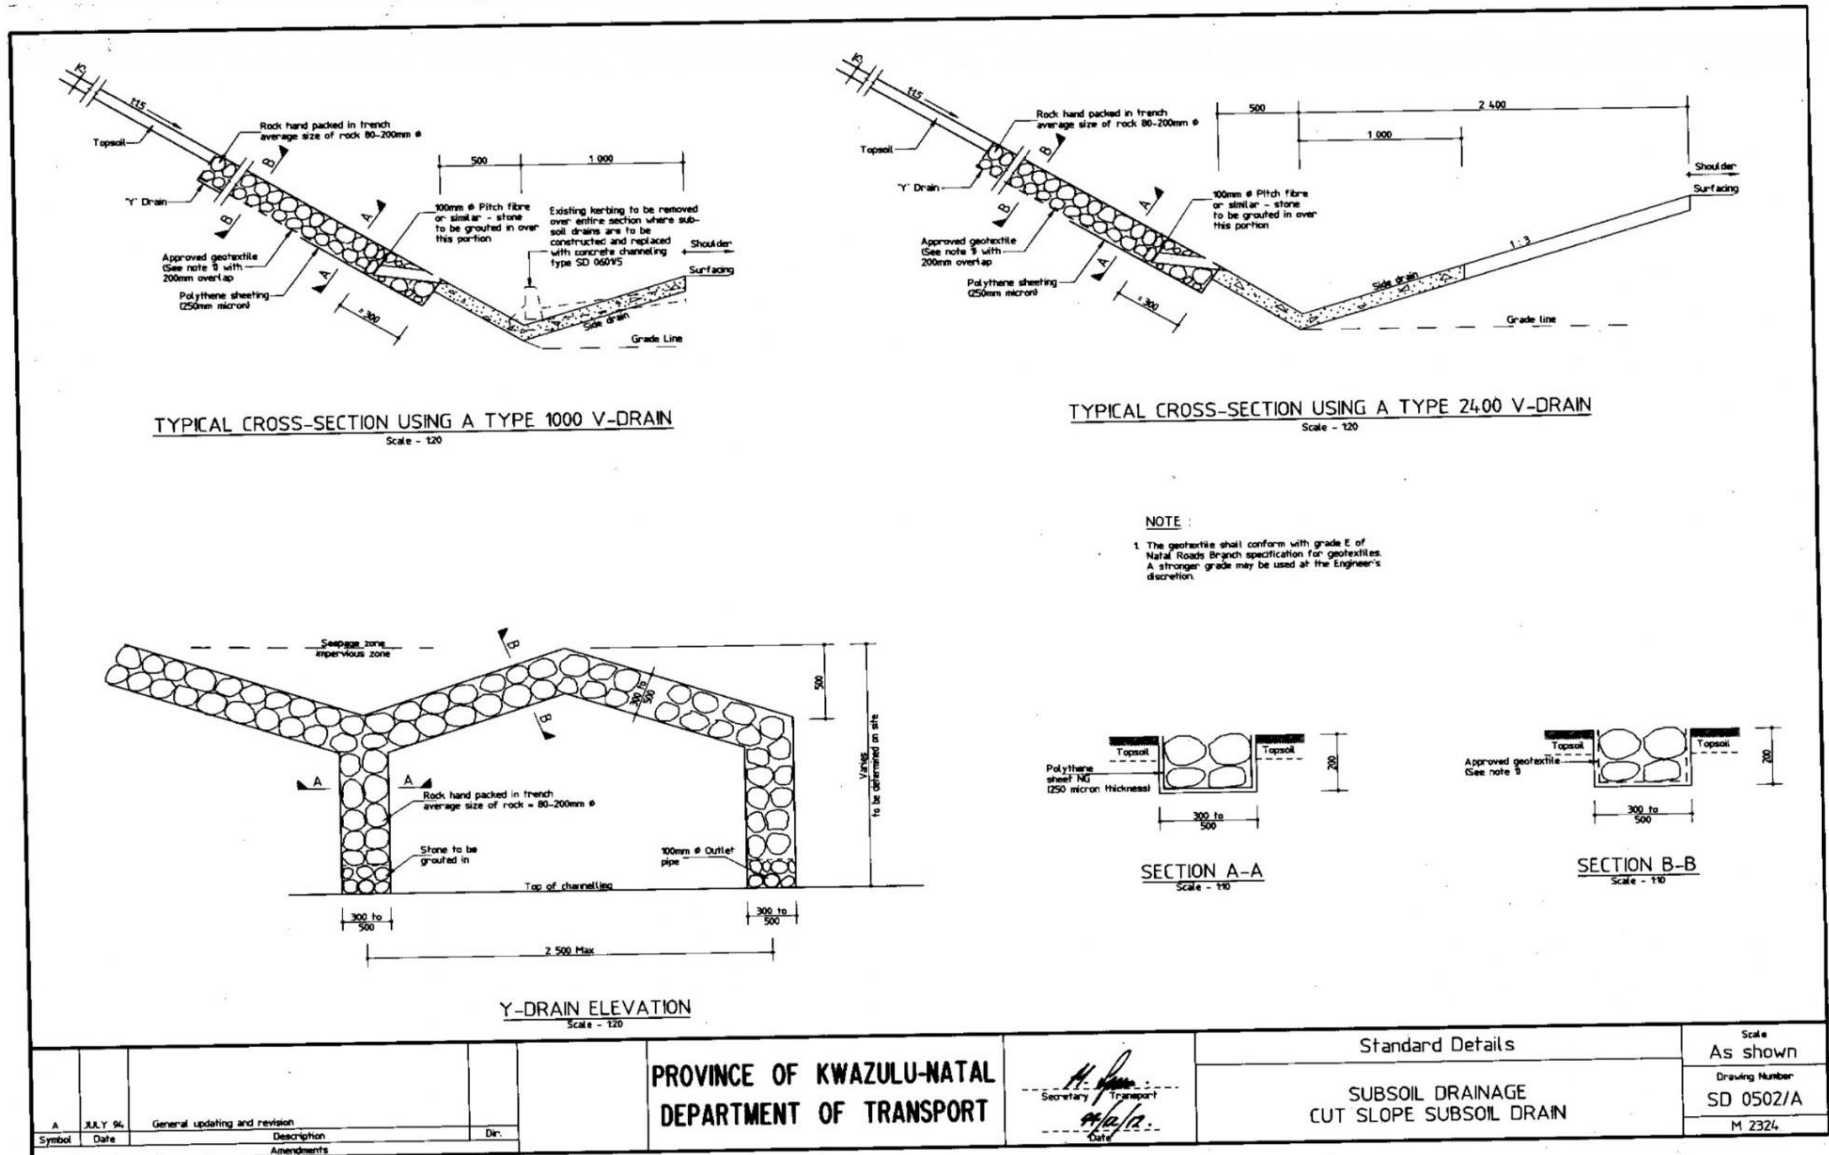 75
1:1.5
Topsoil
Rock hand packed in trench
average size of rock 80-200mm ø
B
"Y" Drain
B
A
500
1 000
100mm ø Pitch fibre
or similar - stone
to be grouted in over
this portion
Existing kerbing to be removed
over entire section where sub-
soil drains are to be
constructed and replaced
with concrete channeling
type SD 0601/5
Shoulder
Surfacing
Approved geotextile
(See note 1) with
200mm overlap
A
Polythene sheeting
(250mm micron)
± 300
Side drain
Grade Line
TYPICAL CROSS-SECTION USING A TYPE 1000 V-DRAIN
Scale - 1:20
75
1:1.5
Topsoil
Rock hand packed in trench
average size of rock 80-200mm ø
B
"Y" Drain
B
A
500
2 400
1 000
100mm ø Pitch fibre
or similar - stone
to be grouted in over
this portion
Shoulder
Surfacing
Approved geotextile
(See note 1) with
200mm overlap
A
Polythene sheeting
(250mm micron)
± 300
1 : 3
Side drain
Grade line
TYPICAL CROSS-SECTION USING A TYPE 2400 V-DRAIN
Scale - 1:20
NOTE :
1 The geotextile shall conform with grade E of
Natal Roads Branch specification for geotextiles.
A stronger grade may be used at the Engineer's
discretion.
Seepage zone
Impervious zone
B
B
300 to
500
500
Varies
to be determined on site
A
A
Rock hand packed in trench
average size of rock = 80-200mm ø
Stone to be
grouted in
100mm ø Outlet
pipe
Top of channelling
300 to
500
300 to
500
2 500 Max
Y-DRAIN ELEVATION
Scale - 1:20
Topsoil
Topsoil
Polythene
sheet NG
(250 micron thickness)
200
300 to
500
SECTION A-A
Scale - 1:10
Topsoil
Topsoil
Approved geotextile
(See note 1)
200
300 to
500
SECTION B-B
Scale - 1:10
A JULY 94 General updating and revision
Symbol Date Description Dir.
Amendments
PROVINCE OF KWAZULU-NATAL
DEPARTMENT OF TRANSPORT
Secretary Transport
Date
Standard Details
SUBSOIL DRAINAGE
CUT SLOPE SUBSOIL DRAIN
Scale
As shown
Drawing Number
SD 0502/A
M 2324